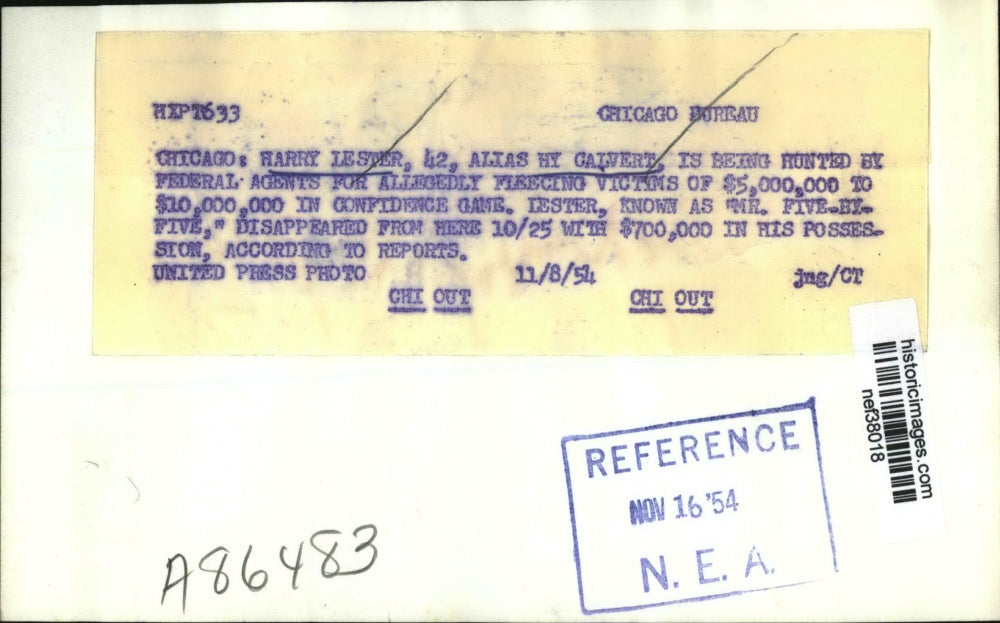 HXPT633 CHICAGO BUREAU
CHICAGO: HARRY LESTER, 42, ALIAS HY CALVERT, IS BEING HUNTED BY
FEDERAL AGENTS FOR ALLEGEDLY FLEECING VICTIMS OF $5,000,000 TO
$10,000,000 IN CONFIDENCE GAME. LESTER, KNOWN AS "MR. FIVE-BY-
FIVE," DISAPPEARED FROM HERE 10/25 WITH $700,000 IN HIS POSSES-
SION, ACCORDING TO REPORTS.
UNITED PRESS PHOTO 11/8/54 jmg/CT
CHI OUT CHI OUT
historicimages.com
nef38018
REFERENCE
NOV 16 '54
N. E. A.
A86483